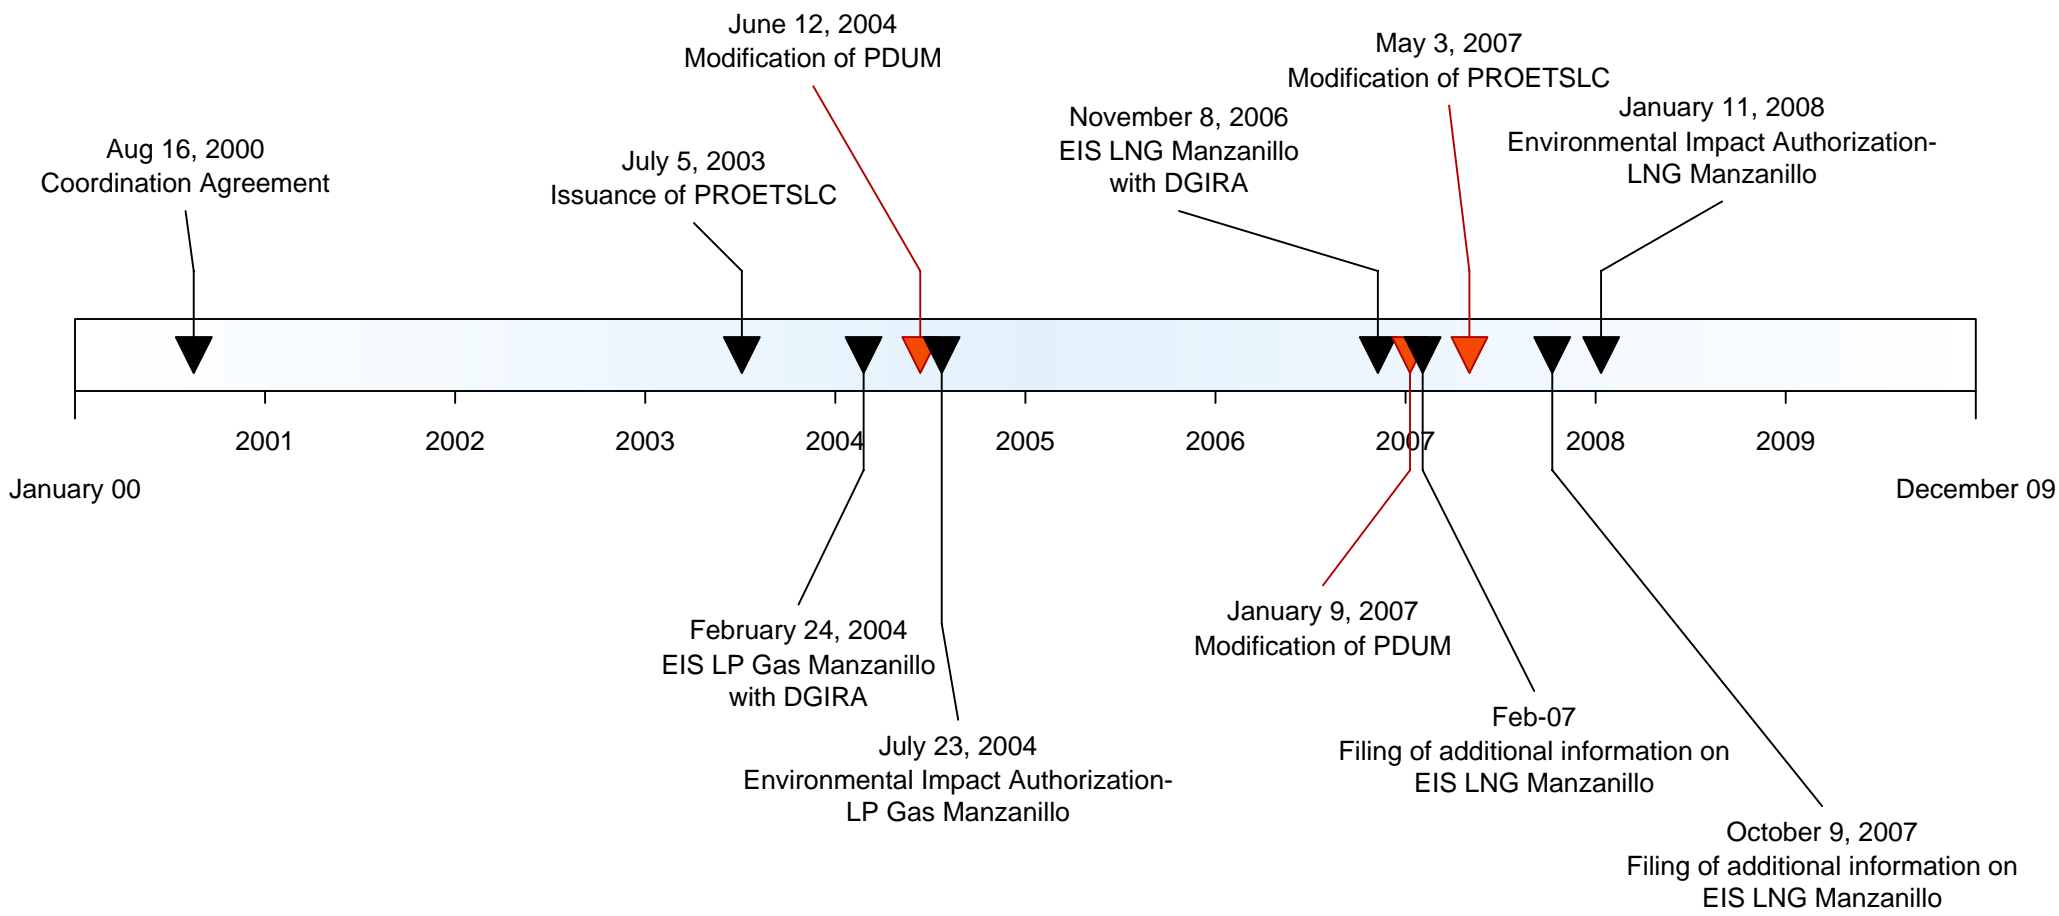 June 12, 2004
Modification of PDUM
May 3, 2007
Modification of PROETSLC
November 8, 2006
EIS LNG Manzanillo
with DGIRA
January 11, 2008
Environmental Impact Authorization-
LNG Manzanillo
Aug 16, 2000
Coordination Agreement
July 5, 2003
Issuance of PROETSLC
2001
2002
2003
2004
2005
2006
2007
2008
2009
January 00
December 09
February 24, 2004
EIS LP Gas Manzanillo
with DGIRA
January 9, 2007
Modification of PDUM
July 23, 2004
Environmental Impact Authorization-
LP Gas Manzanillo
Feb-07
Filing of additional information on
EIS LNG Manzanillo
October 9, 2007
Filing of additional information on
EIS LNG Manzanillo